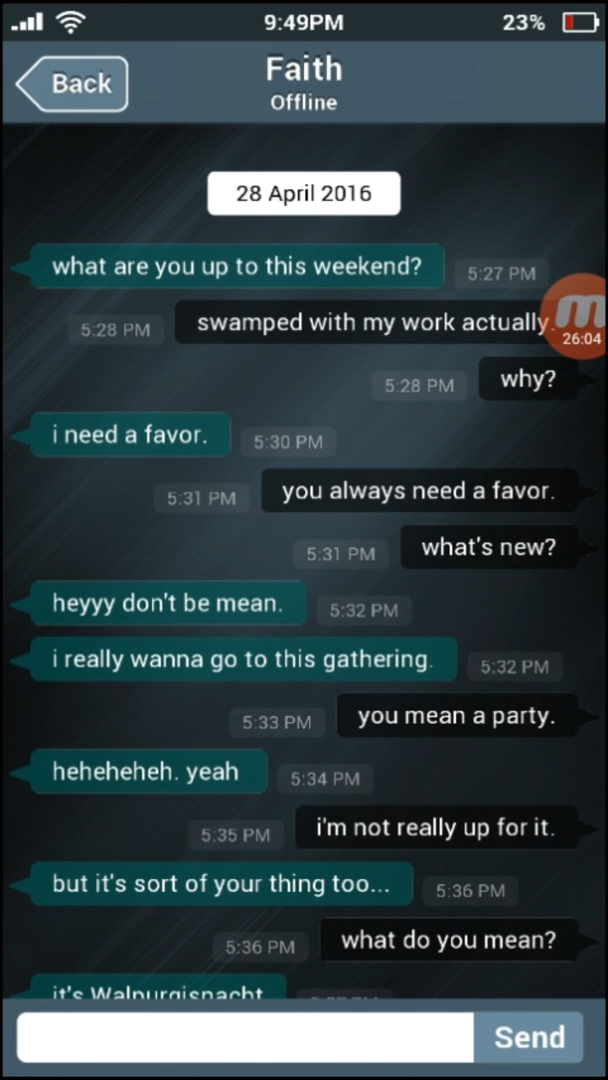 9:49PM
23%
Back
Faith
Offline
28 April 2016
what are you up to this weekend?
5:27 PM
5:28 PM
swamped with my work actually.
26:04
5:28 PM
why?
i need a favor.
5:30 PM
5:31 PM
you always need a favor.
5:31 PM
what's new?
heyyy don't be mean.
5:32 PM
i really wanna go to this gathering.
5:32 PM
5:33 PM
you mean a party.
heheheheh. yeah
5:34 PM
5:35 PM
i'm not really up for it.
but it's sort of your thing too...
5:36 PM
5:36 PM
what do you mean?
it's Walpurgisnacht
Send